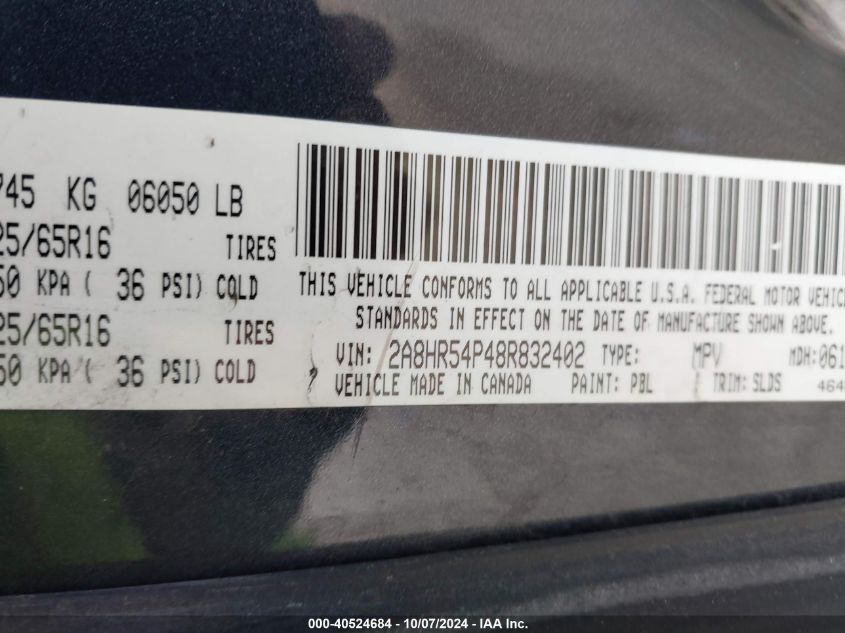 745 KG 06050 LB
25/65R16 TIRES
50 KPA ( 36 PSI) COLD
25/65R16 TIRES
50 KPA ( 36 PSI) COLD
THIS VEHICLE CONFORMS TO ALL APPLICABLE U.S.A. FEDERAL MOTOR VEHIC
STANDARDS IN EFFECT ON THE DATE OF MANUFACTURE SHOWN ABOVE.
VIN: 2A8HR54P48R832402 TYPE: MPV MDH:061
VEHICLE MADE IN CANADA PAINT: PBL TRIM: SLDS 464
000-40524684 - 10/07/2024 - IAA Inc.